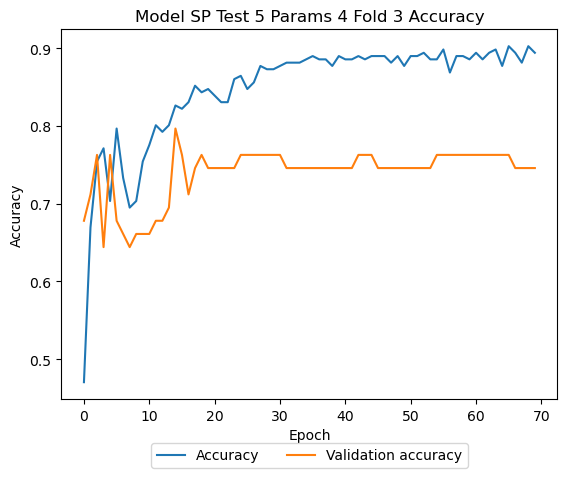 Model SP Test 5 Params 4 Fold 3 Accuracy
0.9
0.8
0.7
0.6
0.5
Accuracy
0 10 20 30 40 50 60 70
Epoch
Accuracy Validation accuracy